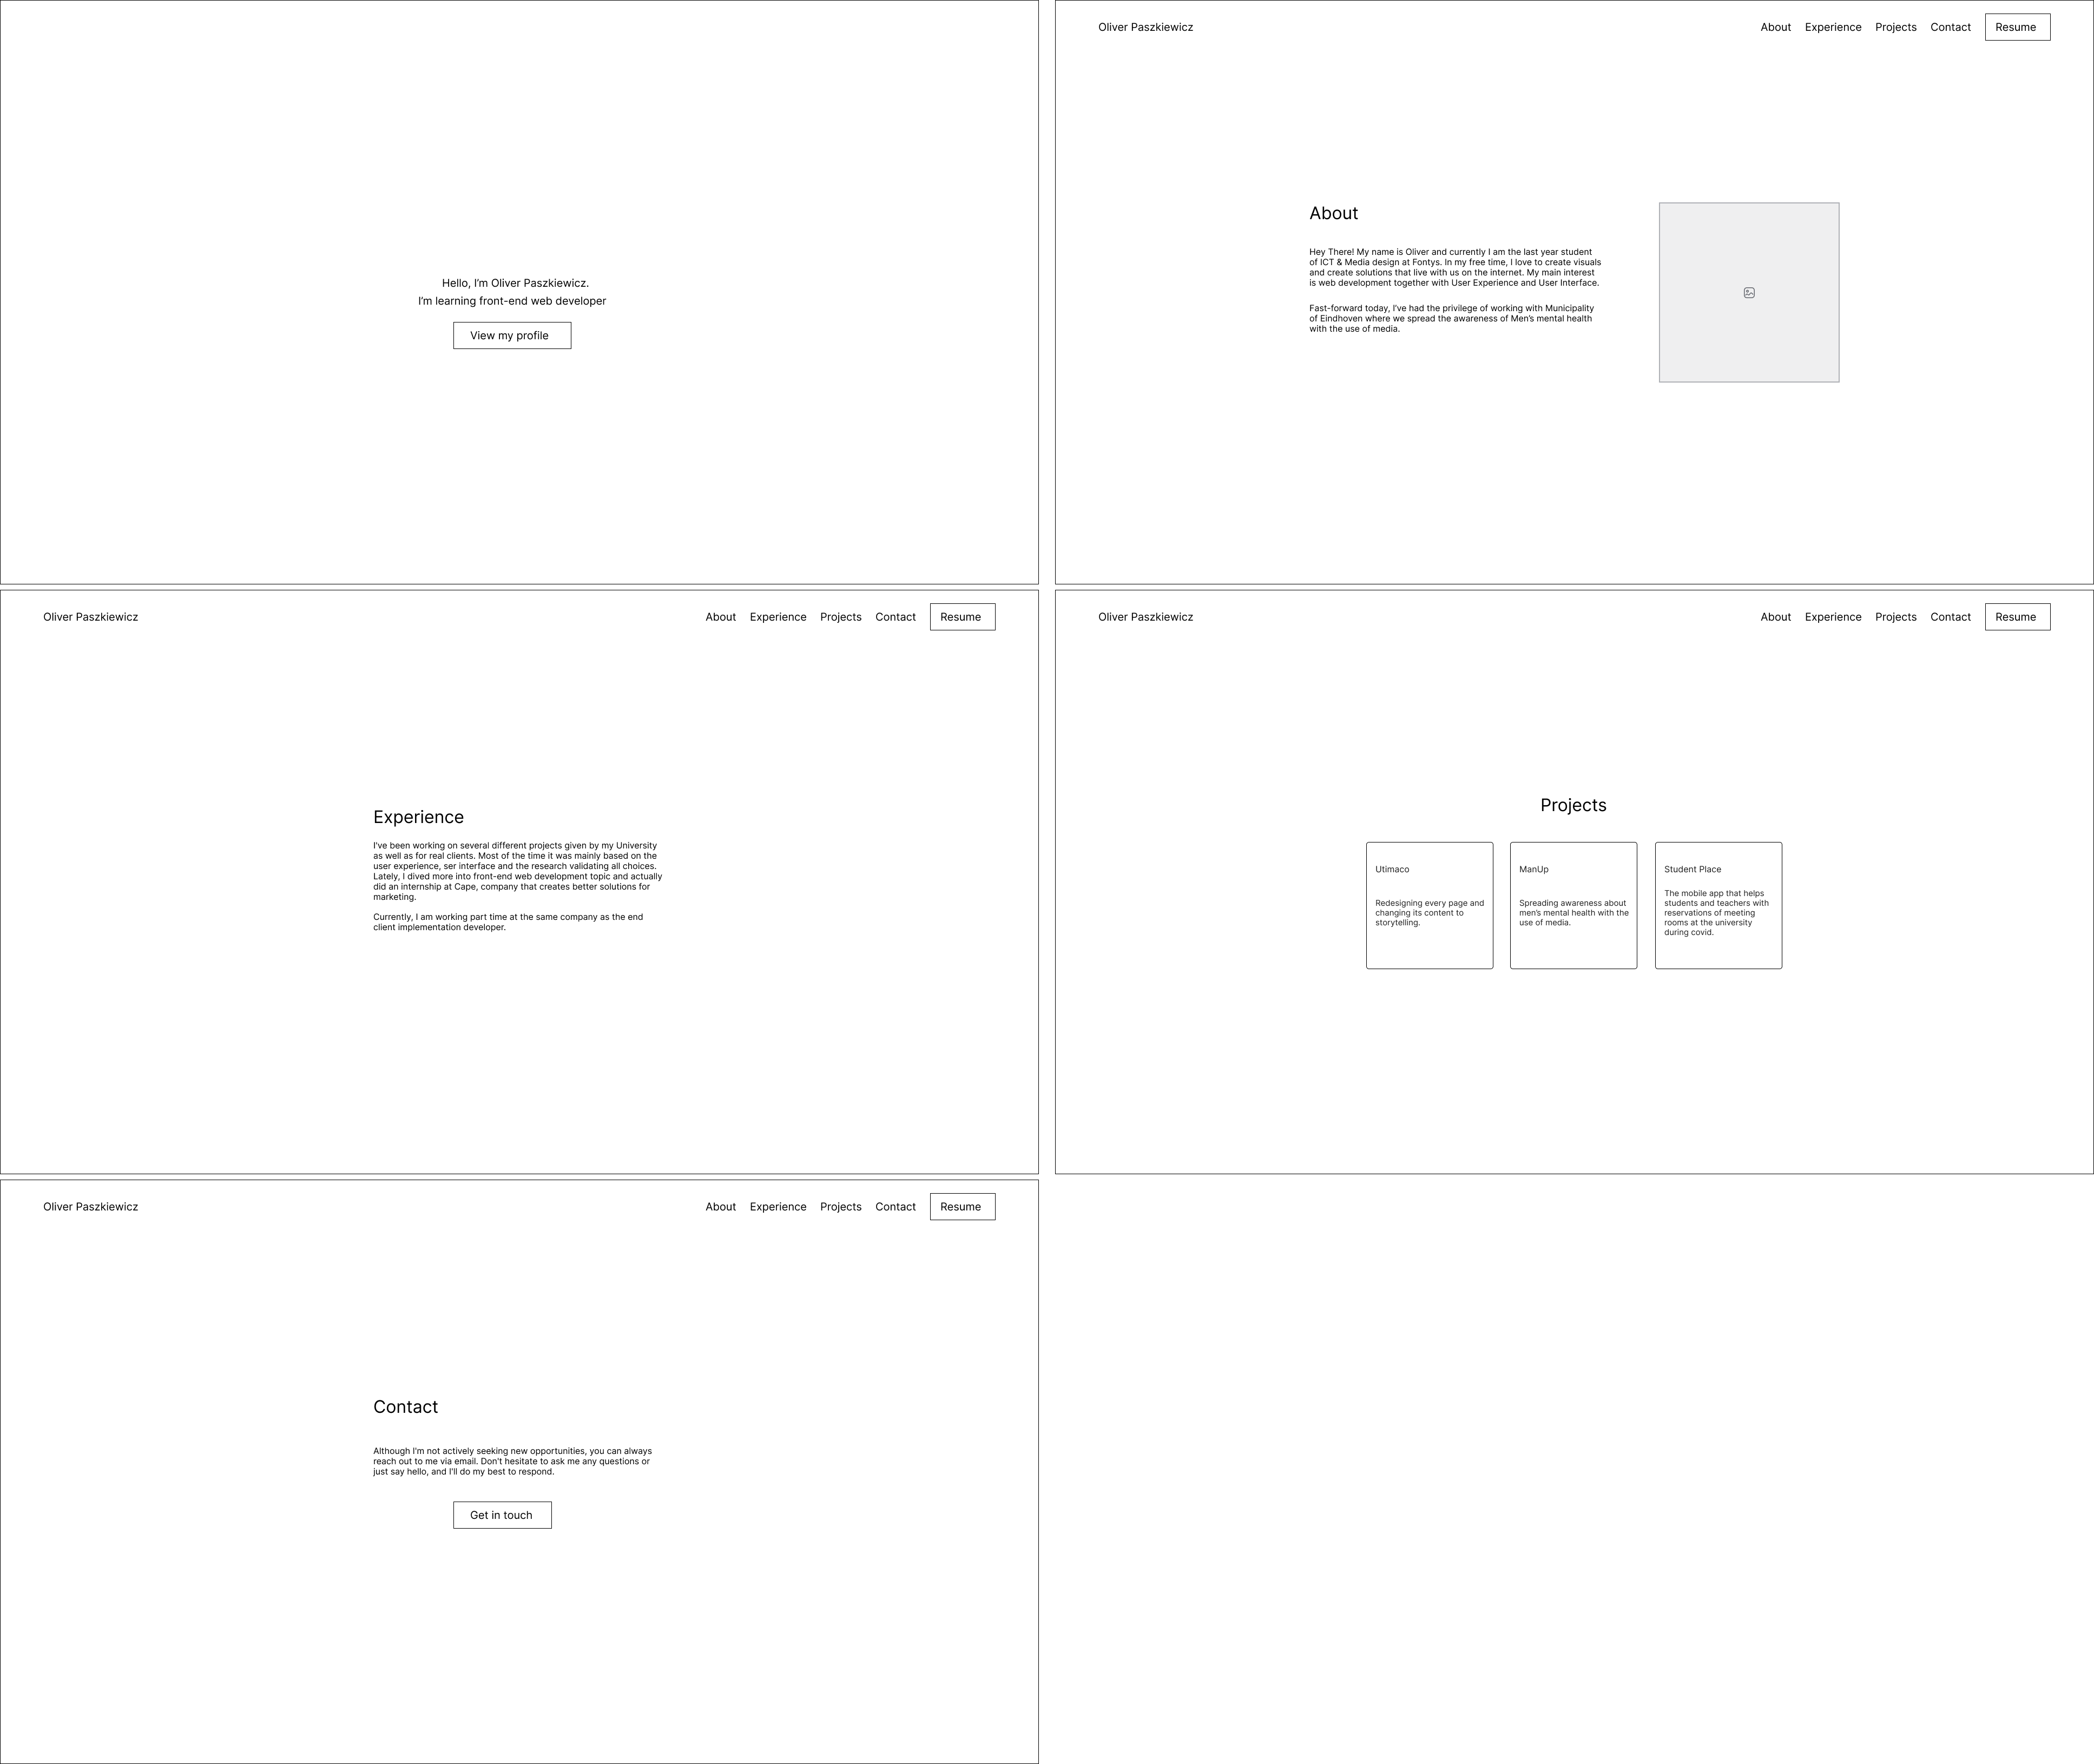 Hello, I'm Oliver Paszkiewicz.
I'm learning front-end web developer
View my profile
Oliver Paszkiewicz
About Experience Projects Contact Resume
About
Hey There! My name is Oliver and currently I am the last year student
of ICT & Media design at Fontys. In my free time, I love to create visuals
and create solutions that live with us on the internet. My main interest
is web development together with User Experience and User Interface.
Fast-forward today, I've had the privilege of working with Municipality
of Eindhoven where we spread the awareness of Men's mental health
with the use of media.
Oliver Paszkiewicz
About Experience Projects Contact Resume
Experience
I've been working on several different projects given by my University
as well as for real clients. Most of the time it was mainly based on the
user experience, ser interface and the research validating all choices.
Lately, I dived more into front-end web development topic and actually
did an internship at Cape, company that creates better solutions for
marketing.
Currently, I am working part time at the same company as the end
client implementation developer.
Oliver Paszkiewicz
About Experience Projects Contact Resume
Projects
Utimaco
Redesigning every page and
changing its content to
storytelling.
ManUp
Spreading awareness about
men's mental health with the
use of media.
Student Place
The mobile app that helps
students and teachers with
reservations of meeting
rooms at the university
during covid.
Oliver Paszkiewicz
About Experience Projects Contact Resume
Contact
Although I'm not actively seeking new opportunities, you can always
reach out to me via email. Don't hesitate to ask me any questions or
just say hello, and I'll do my best to respond.
Get in touch